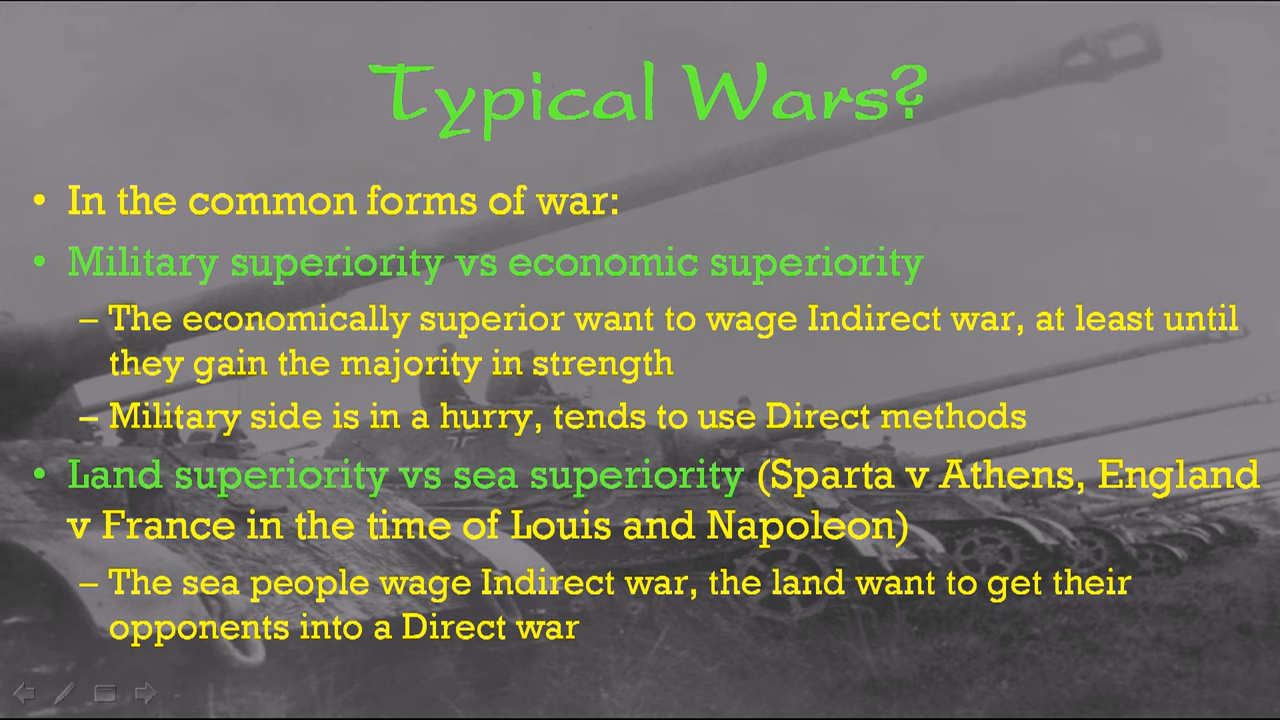 Typical Wars?
• In the common forms of war:
• Military superiority vs economic superiority
– The economically superior want to wage Indirect war, at least until
they gain the majority in strength
– Military side is in a hurry, tends to use Direct methods
• Land superiority vs sea superiority (Sparta v Athens, England
v France in the time of Louis and Napoleon)
– The sea people wage Indirect war, the land want to get their
opponents into a Direct war